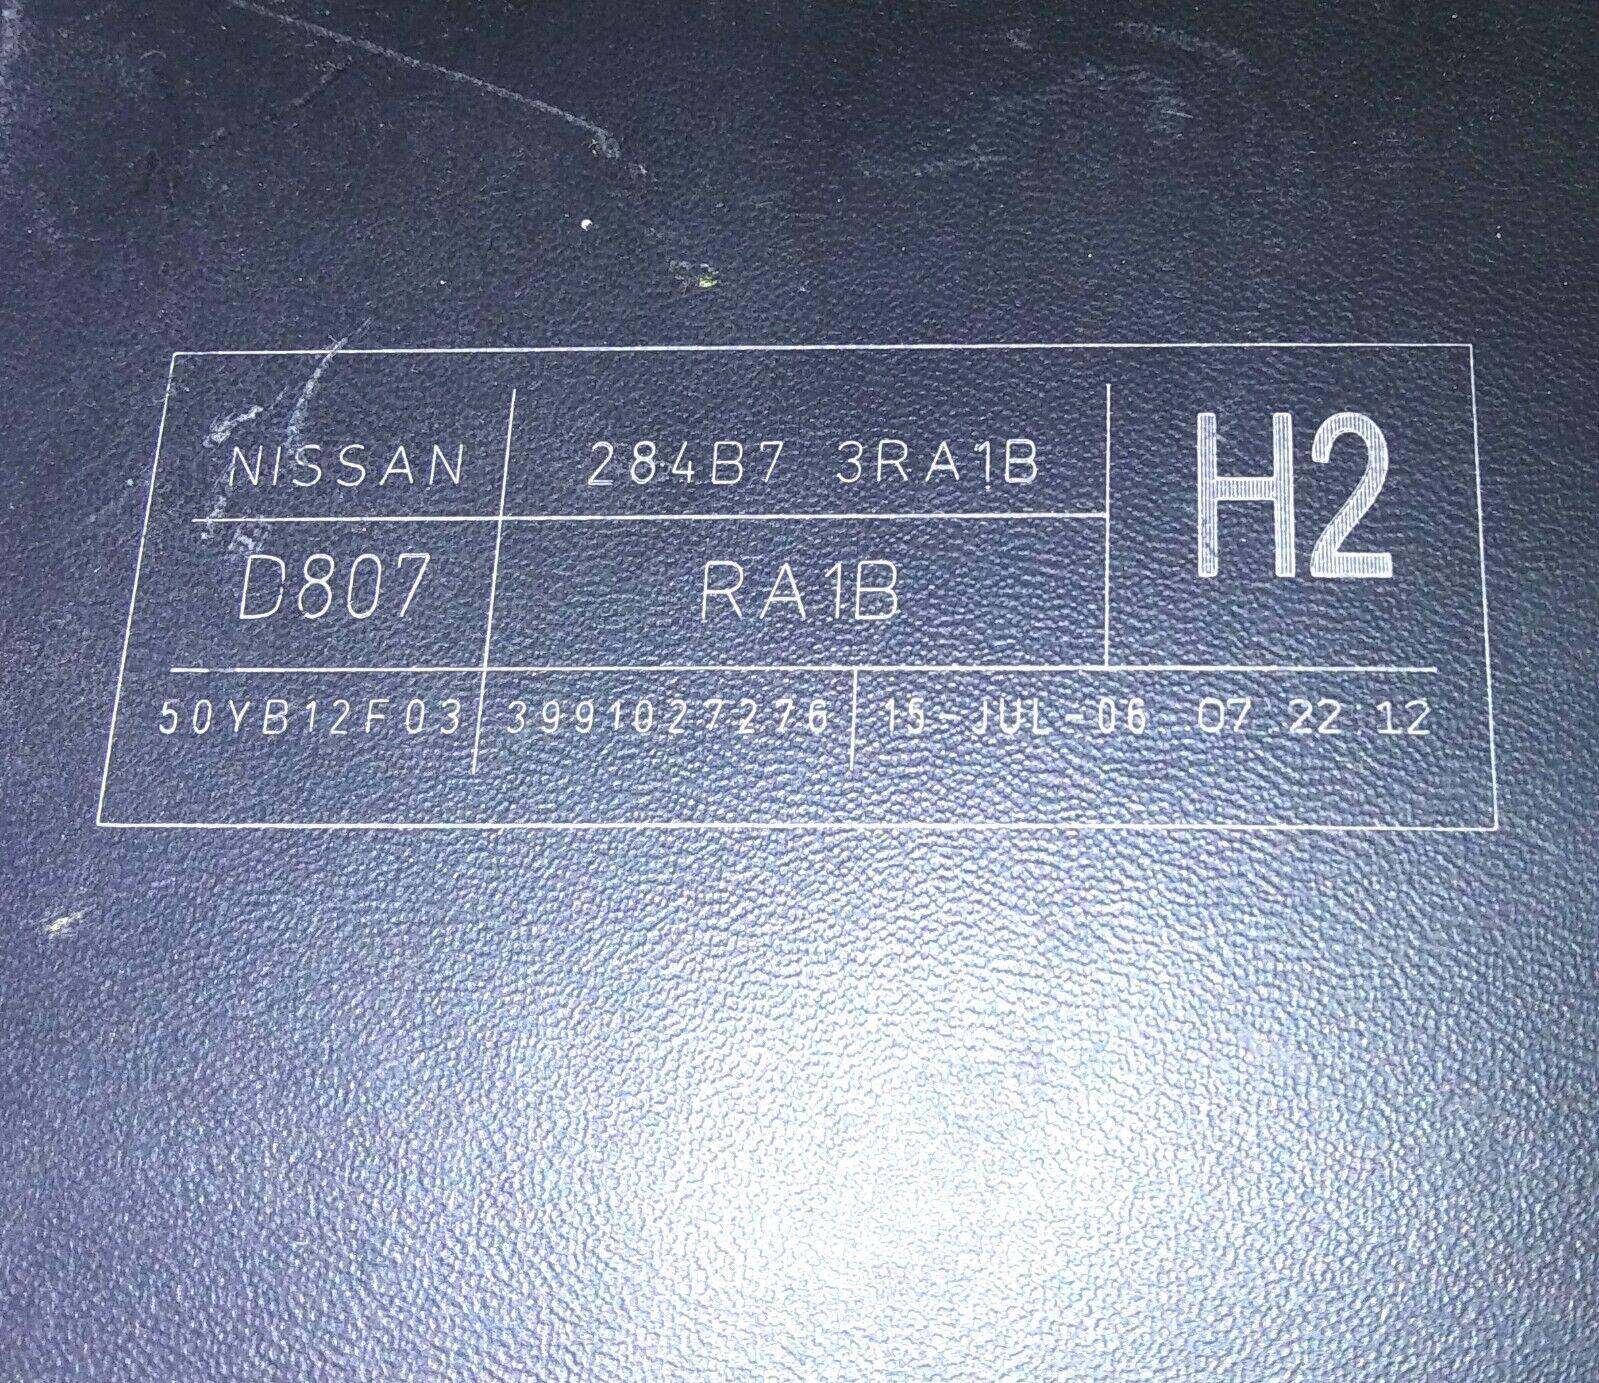 NISSAN 284B7 3RA1B H2
D807 RA1B
50YB12F03 3991027276 15-JUL-06 07 22:12